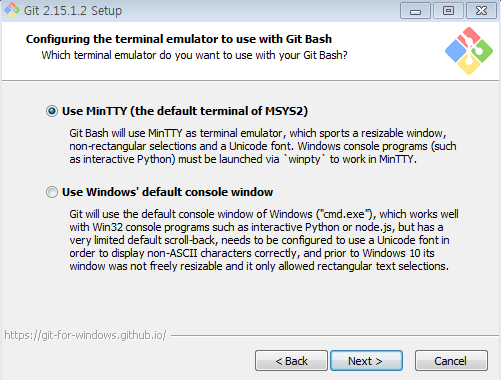 Git 2.15.1.2 Setup
Configuring the terminal emulator to use with Git Bash
Which terminal emulator do you want to use with your Git Bash?
Use MinTTY (the default terminal of MSYS2)
Git Bash will use MinTTY as terminal emulator, which sports a resizable window,
non-rectangular selections and a Unicode font. Windows console programs (such
as interactive Python) must be launched via `winpty` to work in MinTTY.
Use Windows' default console window
Git will use the default console window of Windows ("cmd.exe"), which works well
with Win32 console programs such as interactive Python or node.js, but has a
very limited default scroll-back, needs to be configured to use a Unicode font in
order to display non-ASCII characters correctly, and prior to Windows 10 its
window was not freely resizable and it only allowed rectangular text selections.
https://git-for-windows.github.io/
< Back
Next >
Cancel